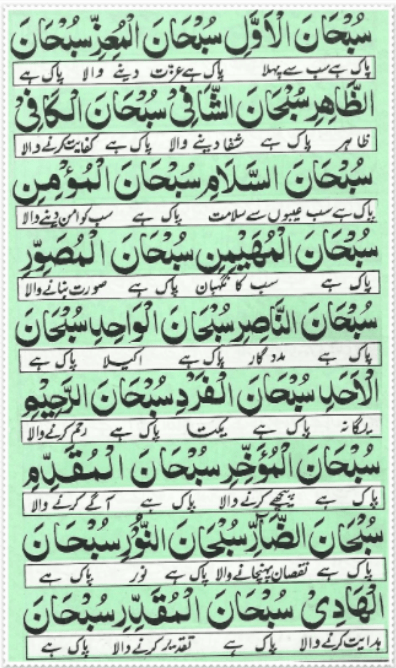 سُبْحَانَ الْاَوَّلِ سُبْحَانَ الْمُعِزِّ سُبْحَانَ
پاک ہے سب سے پہلا پاک ہے عزت دینے والا پاک ہے
الظَّاهِرِ سُبْحَانَ الشَّافِیْ سُبْحَانَ الْکَافِیْ
ظاہر پاک ہے شفا دینے والا پاک ہے کفایت کرنے والا
سُبْحَانَ السَّلَامِ سُبْحَانَ الْمُؤْمِنِ
پاک ہے سب عیبوں سے سلامت پاک ہے سب کو امن دینے والا
سُبْحَانَ الْمُهَيْمِنِ سُبْحَانَ الْمُصَوِّرِ
پاک ہے سب کا نگہبان پاک ہے صورت بنانے والا
سُبْحَانَ النَّاصِرِ سُبْحَانَ الْوَاحِدِ سُبْحَانَ
پاک ہے مددگار پاک ہے اکیلا پاک ہے
الْاَحَدِ سُبْحَانَ الْفَرْدِ سُبْحَانَ الرَّحِيْمِ
یگانہ پاک ہے یکتا پاک ہے رحم کرنے والا
سُبْحَانَ الْمُؤَخِّرِ سُبْحَانَ الْمُقَدِّمِ
پاک ہے پیچھے کرنے والا پاک ہے آگے کرنے والا
سُبْحَانَ الضَّآرِّ سُبْحَانَ النُّوْرِ سُبْحَانَ
پاک ہے نقصان پہنچانے والا پاک ہے نور پاک ہے
الْهَادِیْ سُبْحَانَ الْمُقَدِّرِ سُبْحَانَ
ہدایت کرنے والا پاک ہے تقدیر کرنے والا پاک ہے